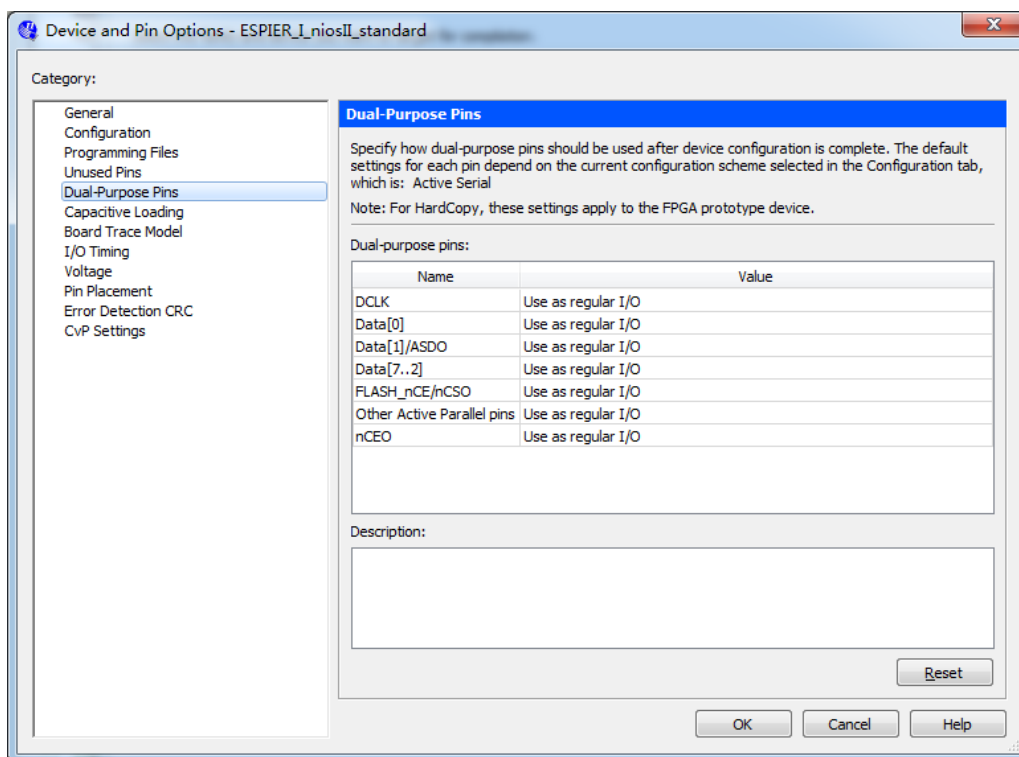 Device and Pin Options - ESPIER_I_niosII_standard
Category:
General
Configuration
Programming Files
Unused Pins
Dual-Purpose Pins
Capacitive Loading
Board Trace Model
I/O Timing
Voltage
Pin Placement
Error Detection CRC
CvP Settings
Dual-Purpose Pins
Specify how dual-purpose pins should be used after device configuration is complete. The default
settings for each pin depend on the current configuration scheme selected in the Configuration tab,
which is: Active Serial
Note: For HardCopy, these settings apply to the FPGA prototype device.
Dual-purpose pins:
Name Value
DCLK Use as regular I/O
Data[0] Use as regular I/O
Data[1]/ASDO Use as regular I/O
Data[7..2] Use as regular I/O
FLASH_nCE/nCSO Use as regular I/O
Other Active Parallel pins Use as regular I/O
nCEO Use as regular I/O
Description:
Reset
OK Cancel Help